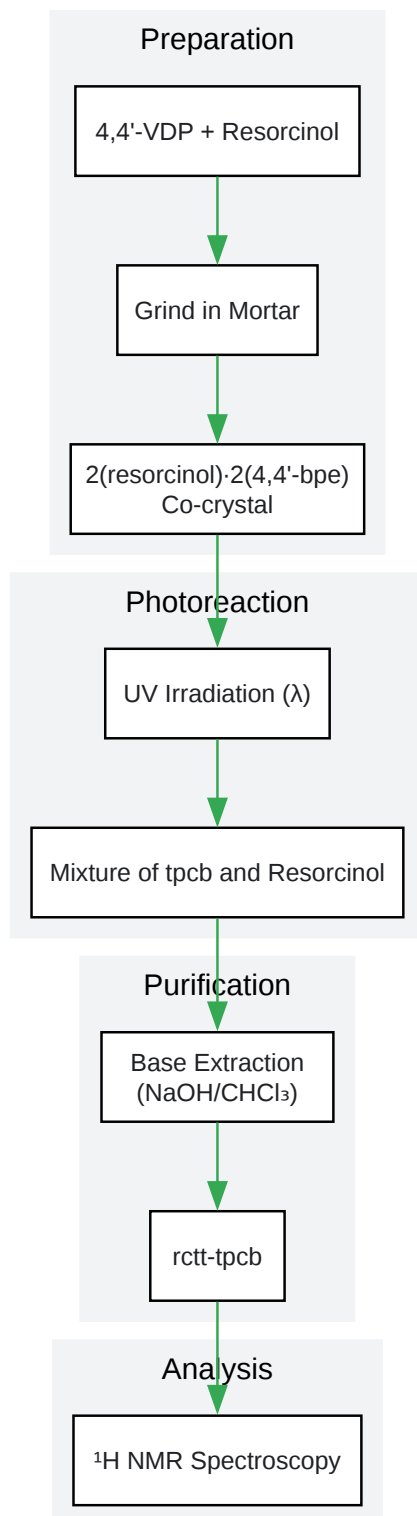 Preparation
4,4'-VDP + Resorcinol
Grind in Mortar
2(resorcinol)·2(4,4'-bpe)
Co-crystal
Photoreaction
UV Irradiation (λ)
Mixture of tpcb and Resorcinol
Purification
Base Extraction
(NaOH/CHCl₃)
rctt-tpcb
Analysis
¹H NMR Spectroscopy